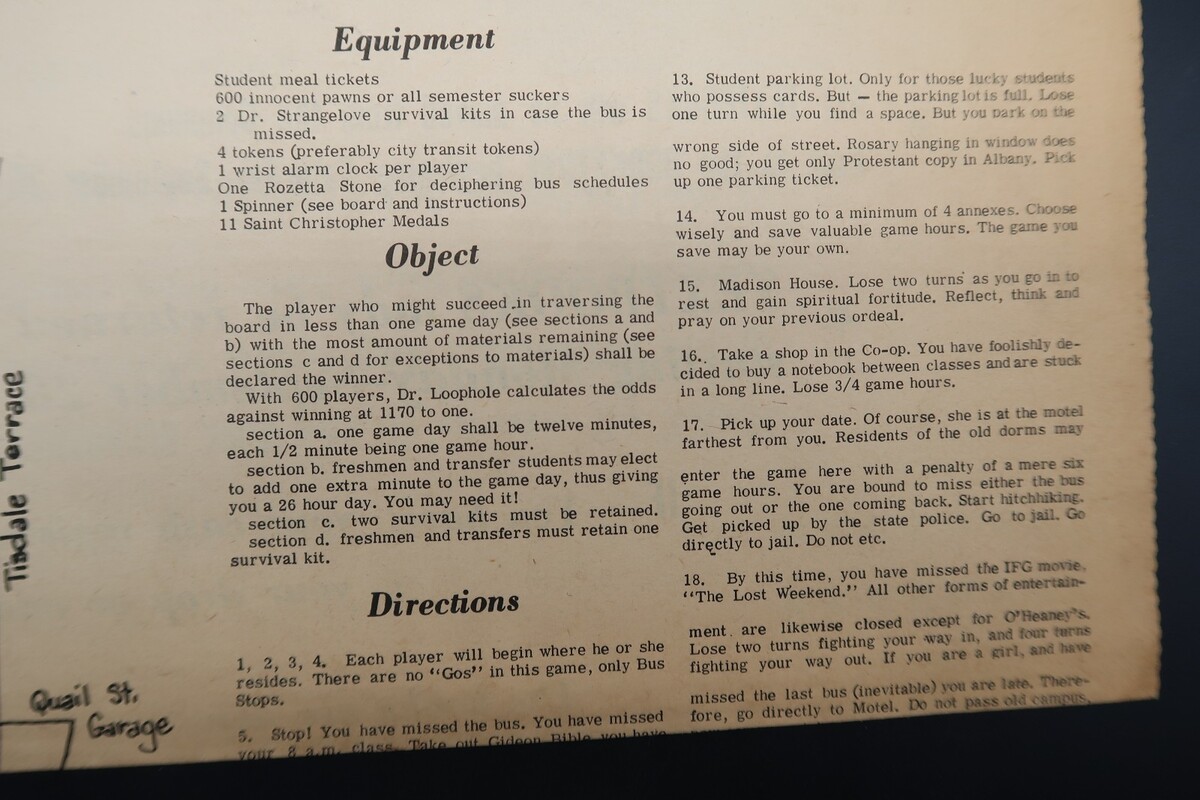 Equipment
Student meal tickets
600 innocent pawns or all semester suckers
2 Dr. Strangelove survival kits in case the bus is
missed.
4 tokens (preferably city transit tokens)
1 wrist alarm clock per player
One Rozetta Stone for deciphering bus schedules
1 Spinner (see board and instructions)
11 Saint Christopher Medals
Object
The player who might succeed in traversing the
board in less than one game day (see sections a and
b) with the most amount of materials remaining (see
sections c and d for exceptions to materials) shall be
declared the winner.
With 600 players, Dr. Loophole calculates the odds
against winning at 1170 to one.
section a. one game day shall be twelve minutes,
each 1/2 minute being one game hour.
section b. freshmen and transfer students may elect
to add one extra minute to the game day, thus giving
you a 26 hour day. You may need it!
section c. two survival kits must be retained.
section d. freshmen and transfers must retain one
survival kit.
Directions
1, 2, 3, 4. Each player will begin where he or she
resides. There are no "Gos" in this game, only Bus
Stops.
5. Stop! You have missed the bus. You have missed
your 8 a.m. class. Take out Gideon Bible you have
13. Student parking lot. Only for those lucky students
who possess cards. But — the parking lot is full. Lose
one turn while you find a space. But you park on the
wrong side of street. Rosary hanging in window does
no good; you get only Protestant copy in Albany. Pick
up one parking ticket.
14. You must go to a minimum of 4 annexes. Choose
wisely and save valuable game hours. The game you
save may be your own.
15. Madison House. Lose two turns as you go in to
rest and gain spiritual fortitude. Reflect, think and
pray on your previous ordeal.
16. Take a shop in the Co-op. You have foolishly de-
cided to buy a notebook between classes and are stuck
in a long line. Lose 3/4 game hours.
17. Pick up your date. Of course, she is at the motel
farthest from you. Residents of the old dorms may
enter the game here with a penalty of a mere six
game hours. You are bound to miss either the bus
going out or the one coming back. Start hitchhiking.
Get picked up by the state police. Go to jail. Go
directly to jail. Do not etc.
18. By this time, you have missed the IFG movie,
"The Lost Weekend." All other forms of entertain-
ment are likewise closed except for O'Heaney's.
Lose two turns fighting your way in, and four turns
fighting your way out. If you are a girl, and have
missed the last bus (inevitable) you are late. There-
fore, go directly to Motel. Do not pass old campus,
Tisdale Terrace
Quail St.
Garage